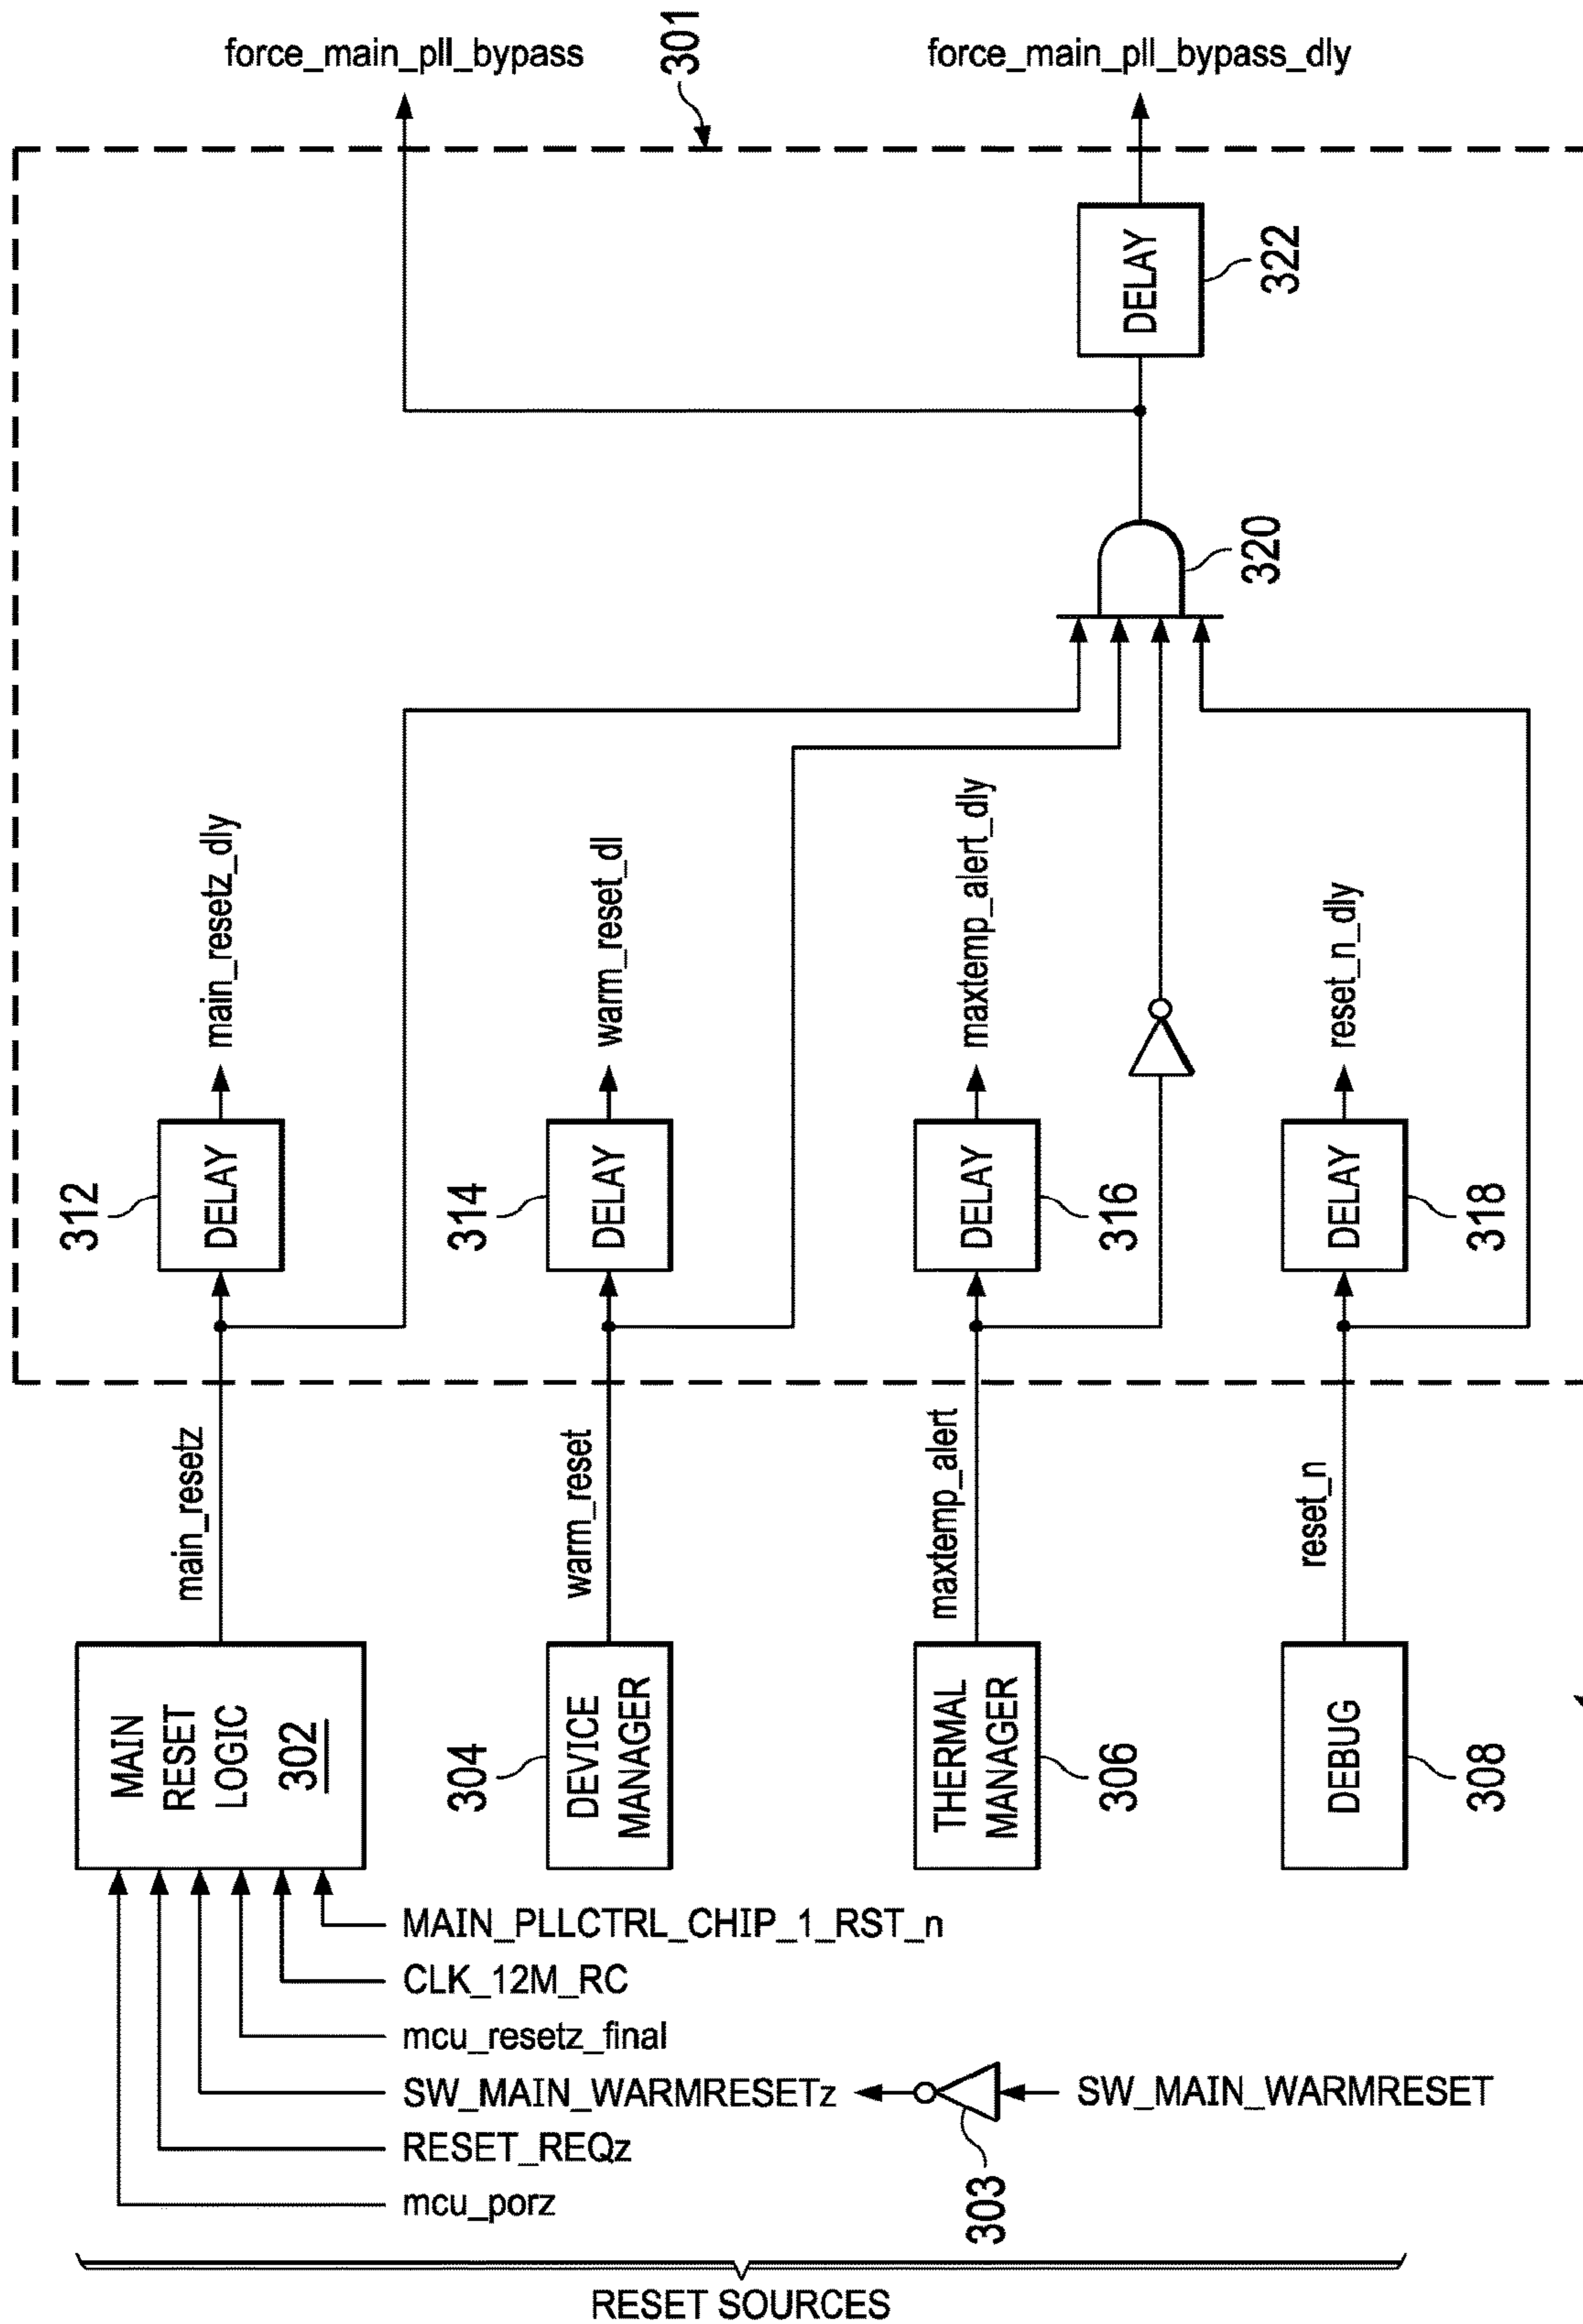 RESET SOURCES
mcu_porz
RESET_REQz
SW_MAIN_WARMRESETz
SW_MAIN_WARMRESET
303
mcu_resetz_final
CLK_12M_RC
MAIN_PLLCTRL_CHIP_1_RST_n
MAIN
RESET
LOGIC
302
main_resetz
312
DELAY
main_resetz_dly
304
DEVICE
MANAGER
warm_reset
314
DELAY
warm_reset_dl
THERMAL
MANAGER
306
maxtemp_alert
DELAY
316
maxtemp_alert_dly
DEBUG
308
reset_n
DELAY
318
reset_n_dly
320
DELAY
322
force_main_pll_bypass
301
force_main_pll_bypass_dly